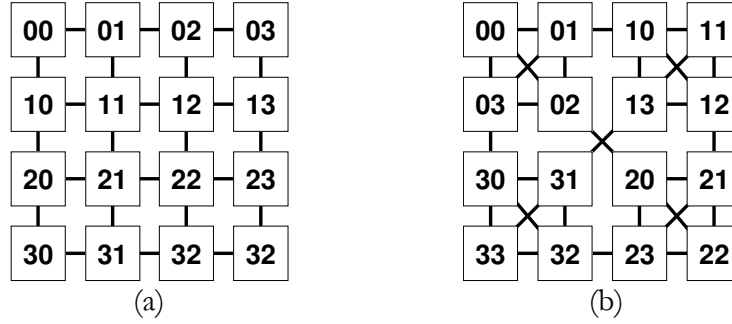 00 01 02 03 00 01 10 11
10 11 12 13 03 02 13 12
20 21 22 23 30 31 20 21
30 31 32 32 33 32 23 22
(a) (b)